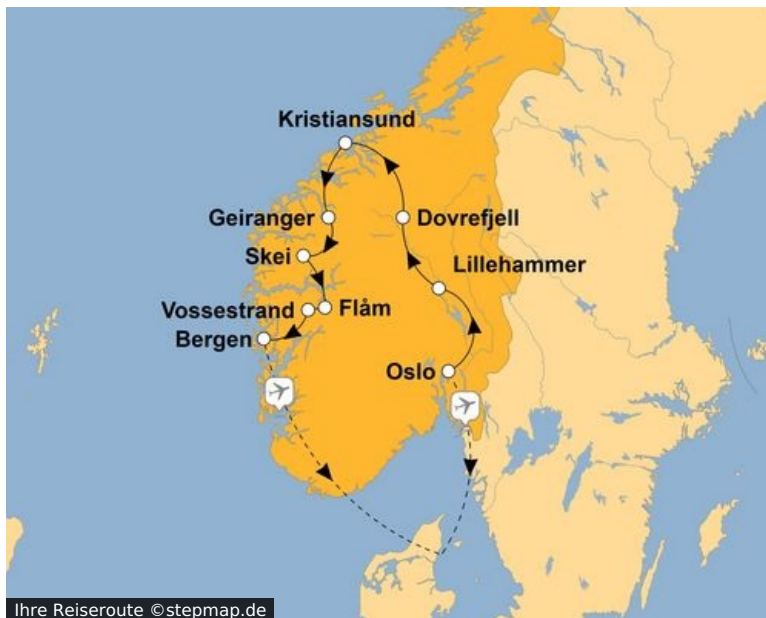 Kristiansund
Geiranger
Dovrefjell
Skei
Lillehammer
Vossestrand
Flåm
Bergen
Oslo
Ihre Reiseroute ©stepmap.de